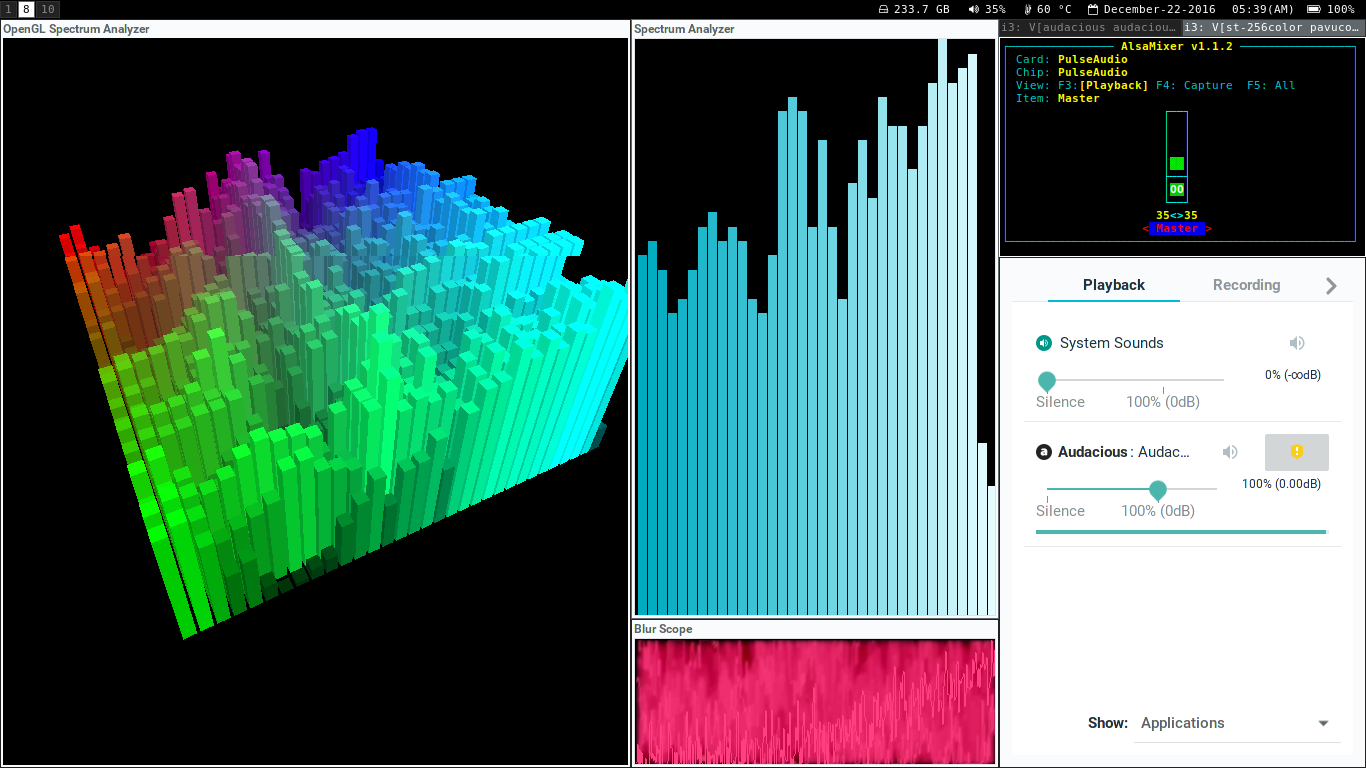 1 8 10
233.7 GB 35% 60 °C December-22-2016 05:39(AM) 100%
OpenGL Spectrum Analyzer
Spectrum Analyzer
Blur Scope
i3: V[audacious audaciou… i3: V[st-256color pavuco…
AlsaMixer v1.1.2
Card: PulseAudio
Chip: PulseAudio
View: F3:[Playback] F4: Capture F5: All
Item: Master
OO
35<>35
< Master >
Playback Recording
System Sounds
0% (-∞dB)
Silence 100% (0dB)
a Audacious : Audac…
100% (0.00dB)
Silence 100% (0dB)
Show: Applications